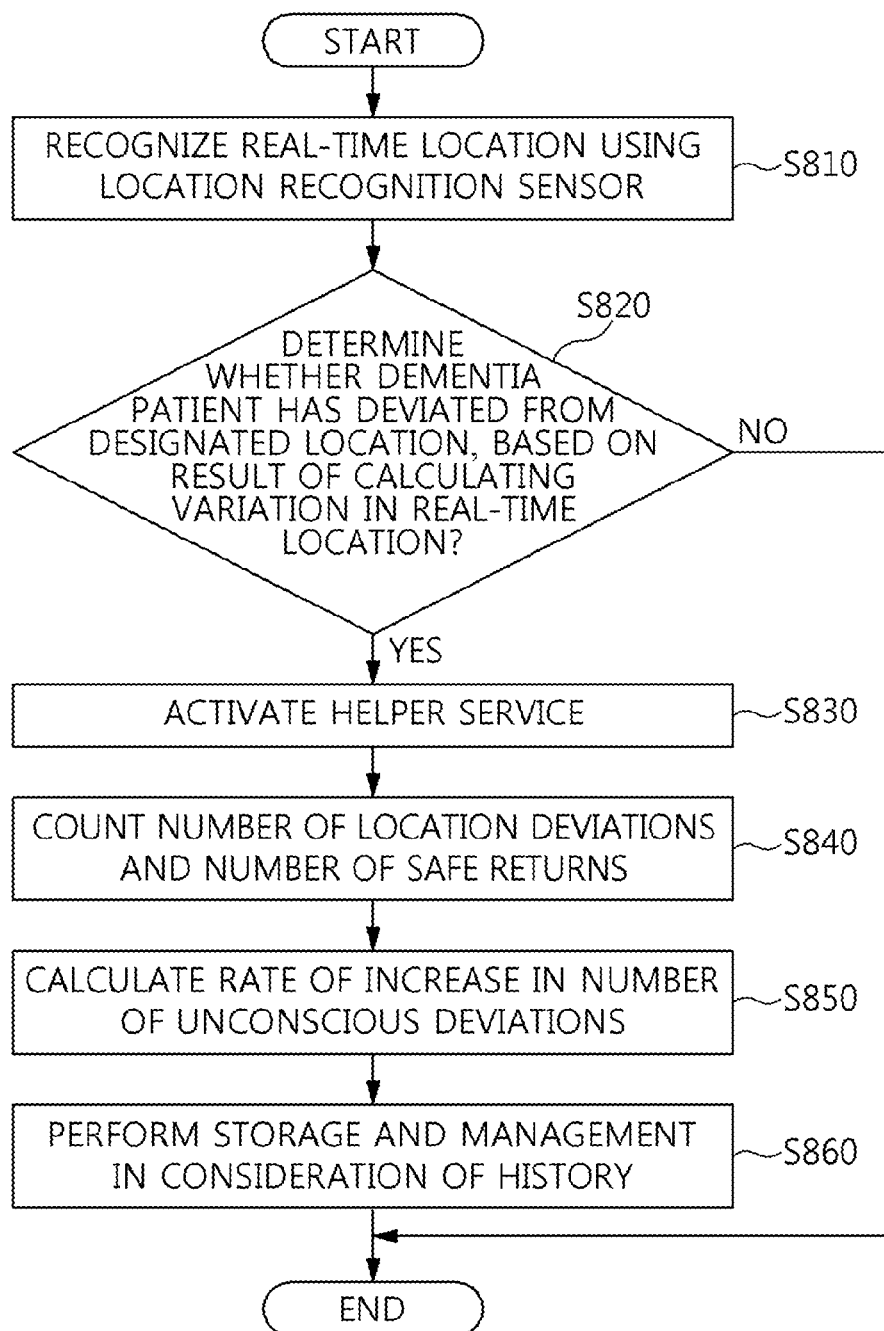 START
RECOGNIZE REAL-TIME LOCATION USING
LOCATION RECOGNITION SENSOR
S810
S820
DETERMINE
WHETHER DEMENTIA
PATIENT HAS DEVIATED FROM
DESIGNATED LOCATION, BASED ON
RESULT OF CALCULATING
VARIATION IN REAL-TIME
LOCATION?
NO
YES
ACTIVATE HELPER SERVICE
S830
COUNT NUMBER OF LOCATION DEVIATIONS
AND NUMBER OF SAFE RETURNS
S840
CALCULATE RATE OF INCREASE IN NUMBER
OF UNCONSCIOUS DEVIATIONS
S850
PERFORM STORAGE AND MANAGEMENT
IN CONSIDERATION OF HISTORY
S860
END